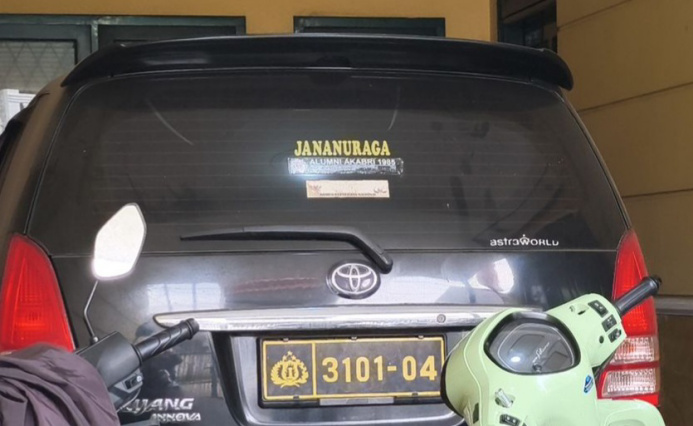 JANANURAGA
ALUMNI AKABRI 1985
astroWORLD
3101-04
KIJANG
INNOVA